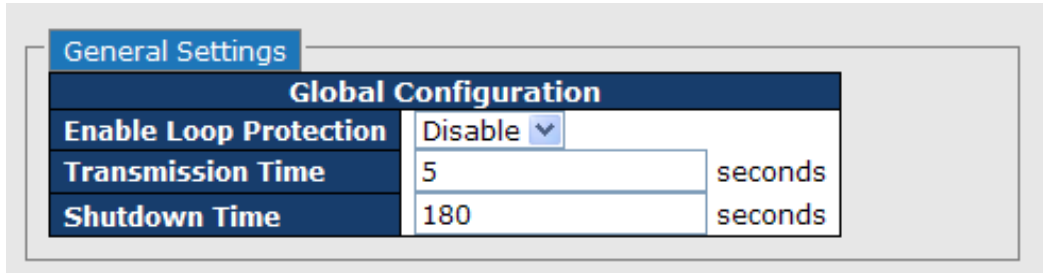 General Settings
Global Configuration
Enable Loop Protection Disable
Transmission Time 5 seconds
Shutdown Time 180 seconds